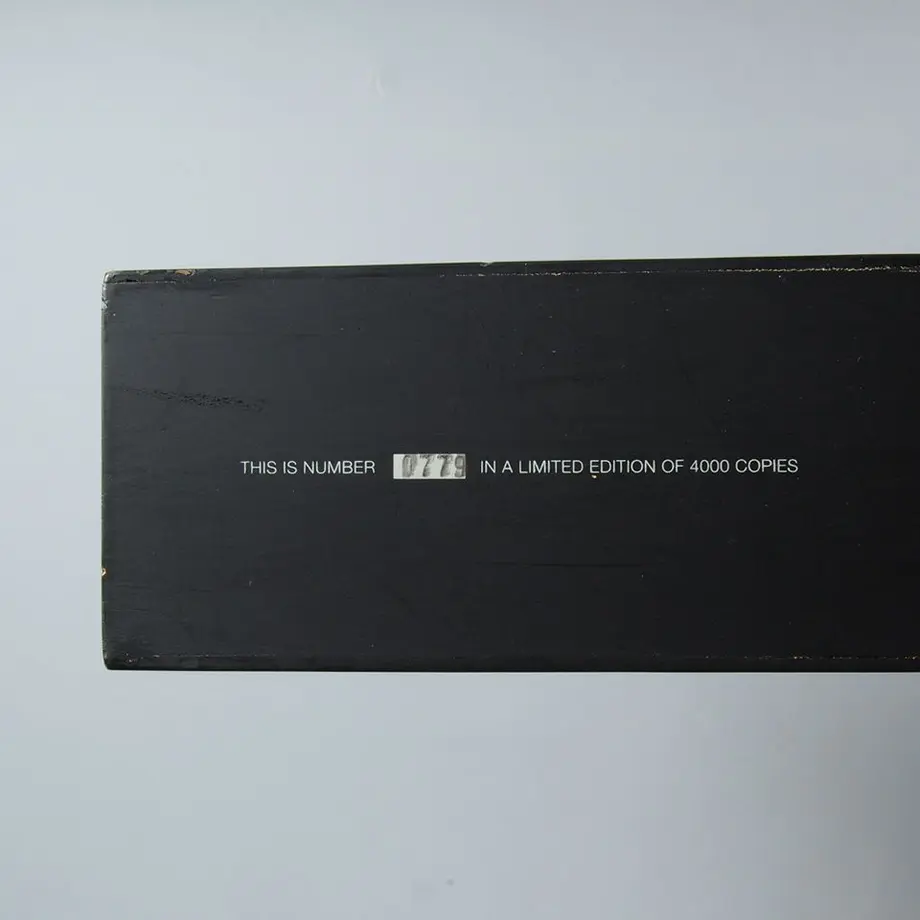 THIS IS NUMBER 0779 IN A LIMITED EDITION OF 4000 COPIES